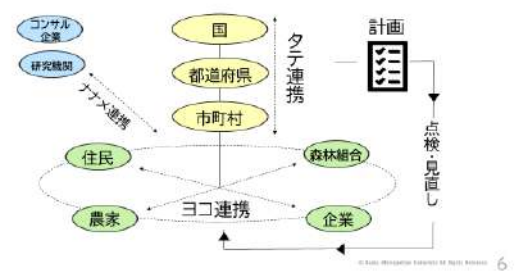 コンサル
企業
研究機関
ナナメ連携
国
都道府県
市町村
タテ連携
計画
点検・見直し
住民
森林組合
農家
企業
ヨコ連携
6